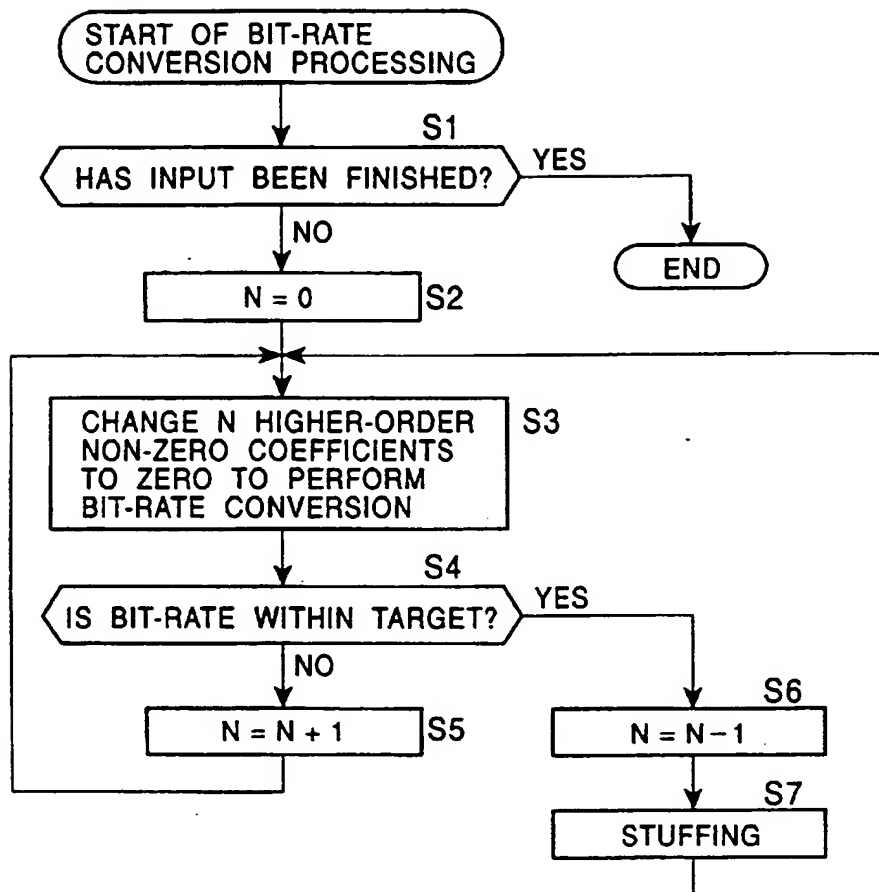 START OF BIT-RATE
CONVERSION PROCESSING
S1
HAS INPUT BEEN FINISHED?
YES
NO
END
N = 0
S2
CHANGE N HIGHER-ORDER
NON-ZERO COEFFICIENTS
TO ZERO TO PERFORM
BIT-RATE CONVERSION
S3
S4
IS BIT-RATE WITHIN TARGET?
YES
NO
N = N + 1
S5
S6
N = N - 1
S7
STUFFING